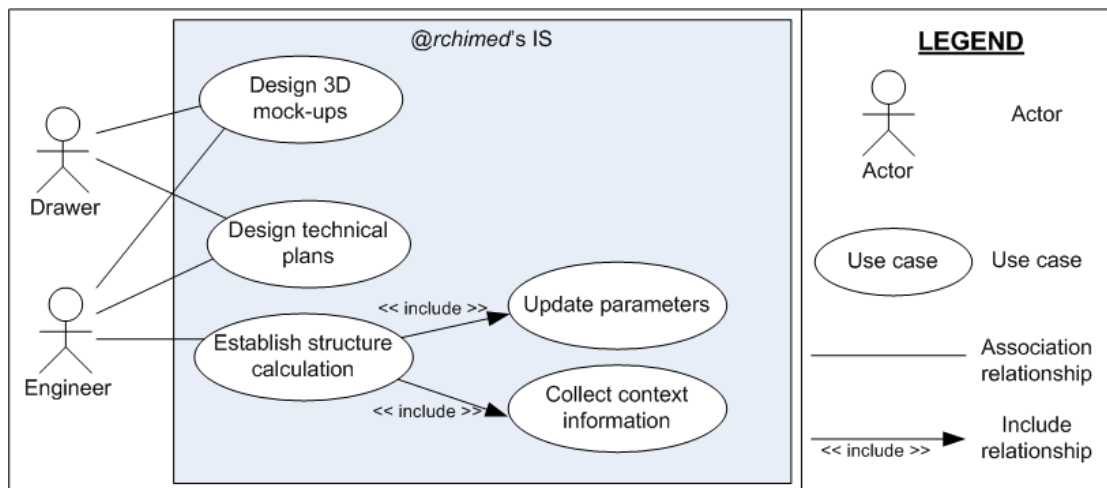 @rchimed's IS
Design 3D
mock-ups
Drawer
Design technical
plans
Engineer
Establish structure
calculation
<< include >>
Update parameters
<< include >>
Collect context
information
LEGEND
Actor
Actor
Use case
Use case
Association
relationship
<< include >>
Include
relationship